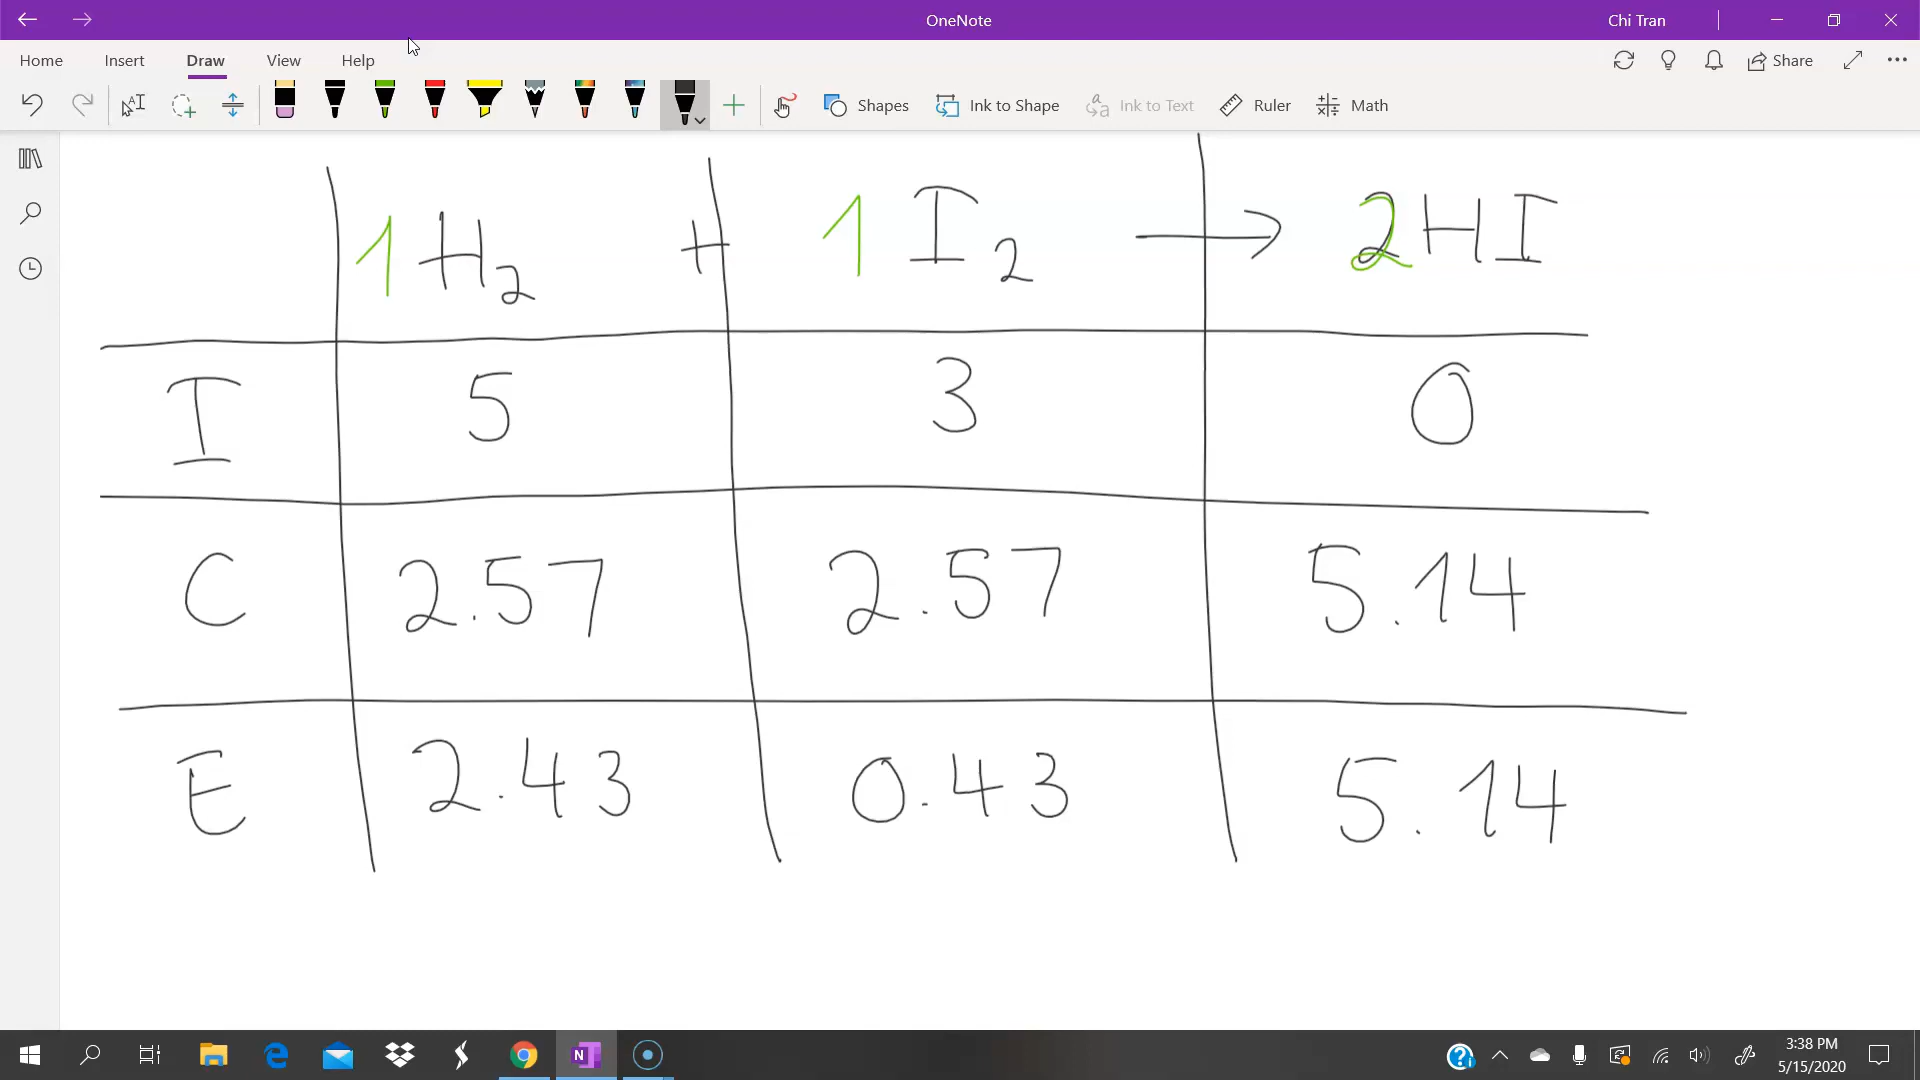 OneNote
Chi Tran
Home Insert Draw View Help
Share
Shapes Ink to Shape Ink to Text Ruler Math
1 H2 + 1 I2 → 2HI
I 5 3 0
C 2.57 2.57 5.14
E 2.43 0.43 5.14
3:38 PM
5/15/2020